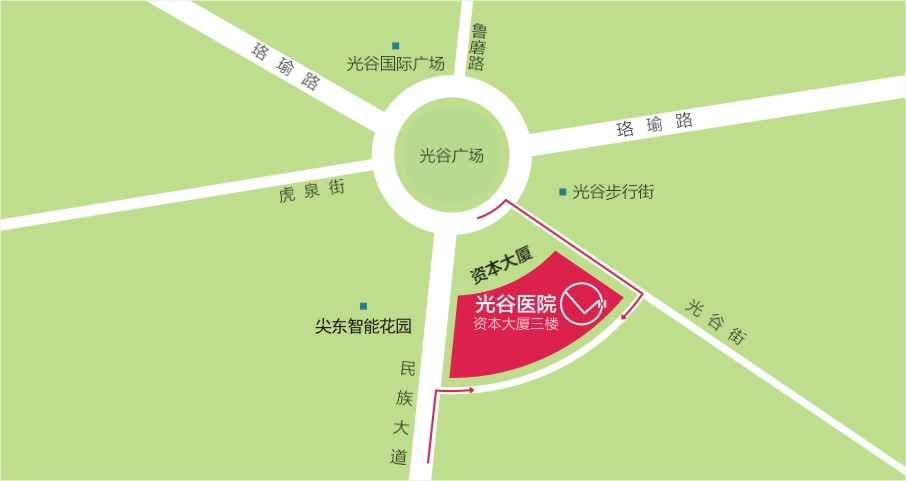 鲁磨路
珞瑜路
光谷国际广场
珞瑜路
光谷广场
虎泉街
光谷步行街
资本大厦
光谷医院
资本大厦三楼
光谷街
尖东智能花园
民族大道